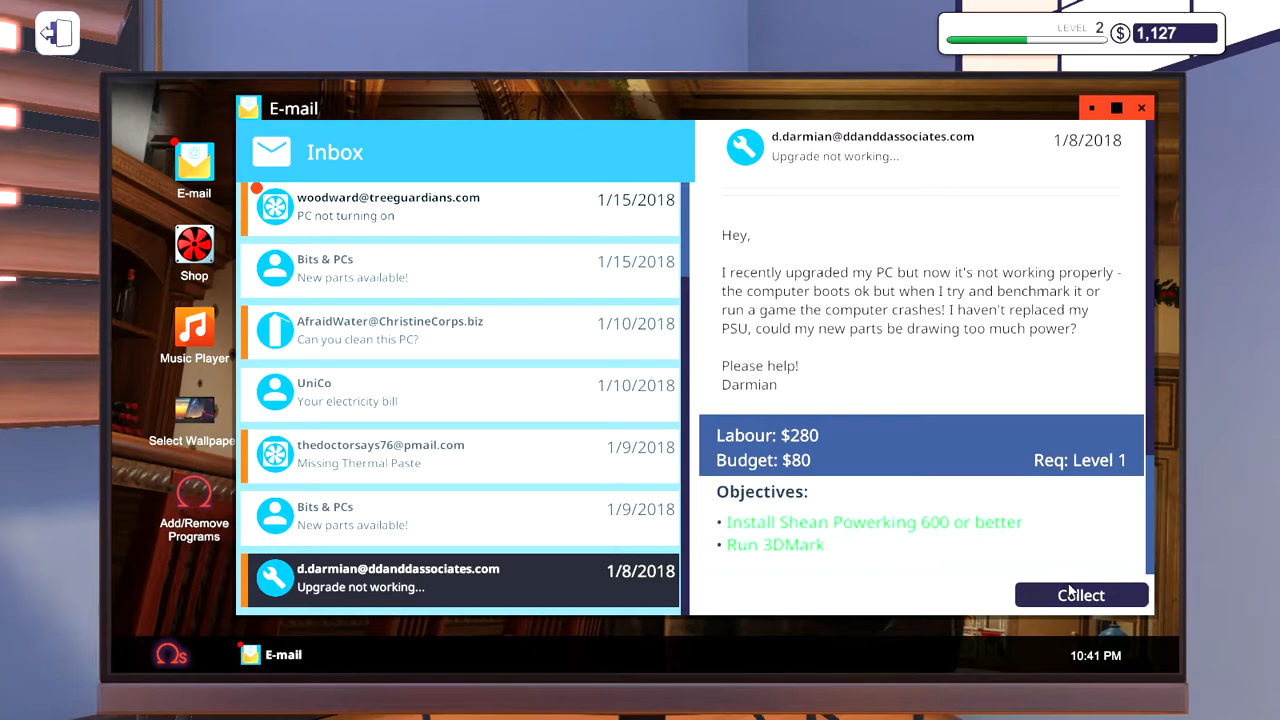 LEVEL 2
$ 1,127
E-mail
E-mail
Shop
Music Player
Select Wallpape
Add/Remove
Programs
Inbox
woodward@treeguardians.com 1/15/2018
PC not turning on
Bits & PCs 1/15/2018
New parts available!
AfraidWater@ChristineCorps.biz 1/10/2018
Can you clean this PC?
UniCo 1/10/2018
Your electricity bill
thedoctorsays76@pmail.com 1/9/2018
Missing Thermal Paste
Bits & PCs 1/9/2018
New parts available!
d.darmian@ddanddassociates.com 1/8/2018
Upgrade not working...
d.darmian@ddanddassociates.com 1/8/2018
Upgrade not working...
Hey,
I recently upgraded my PC but now it's not working properly -
the computer boots ok but when I try and benchmark it or
run a game the computer crashes! I haven't replaced my
PSU, could my new parts be drawing too much power?
Please help!
Darmian
Labour: $280
Budget: $80 Req: Level 1
Objectives:
• Install Shean Powerking 600 or better
• Run 3DMark
Collect
Ωs E-mail 10:41 PM